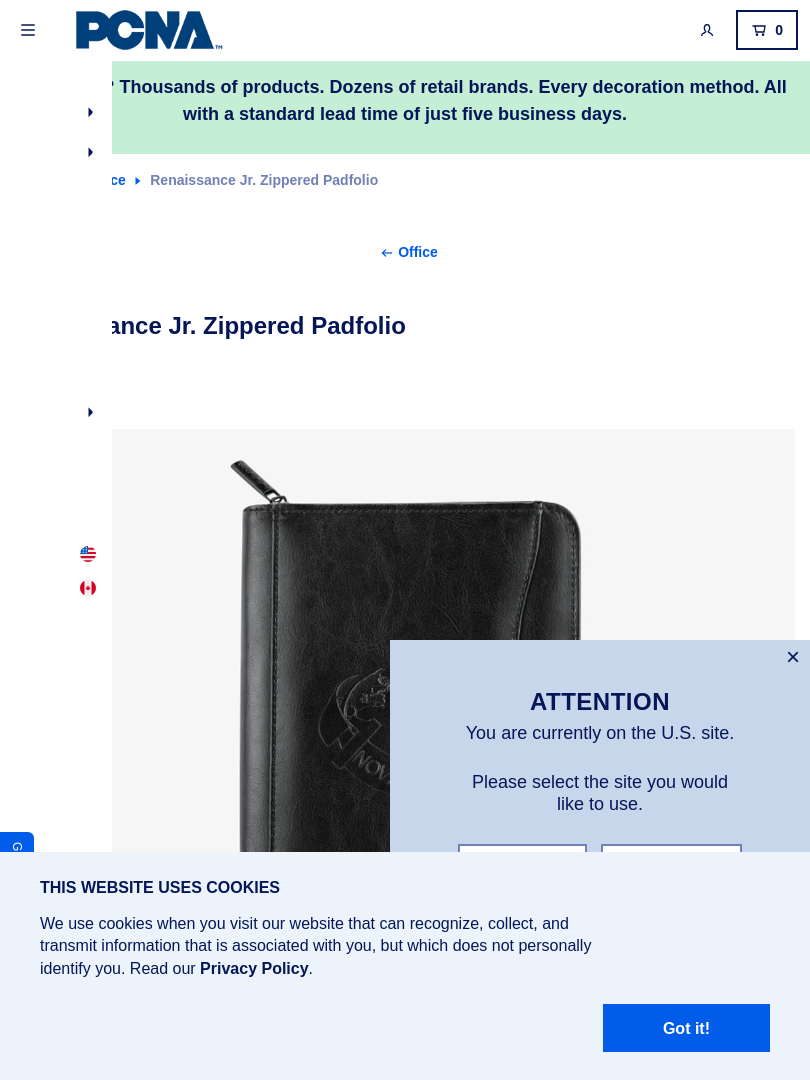 PCNA™
0
? Thousands of products. Dozens of retail brands. Every decoration method. All
with a standard lead time of just five business days.
Renaissance Jr. Zippered Padfolio
Office
Jr. Zippered Padfolio
ATTENTION
You are currently on the U.S. site.
Please select the site you would
like to use.
G
THIS WEBSITE USES COOKIES
We use cookies when you visit our website that can recognize, collect, and
transmit information that is associated with you, but which does not personally
identify you. Read our Privacy Policy.
Got it!